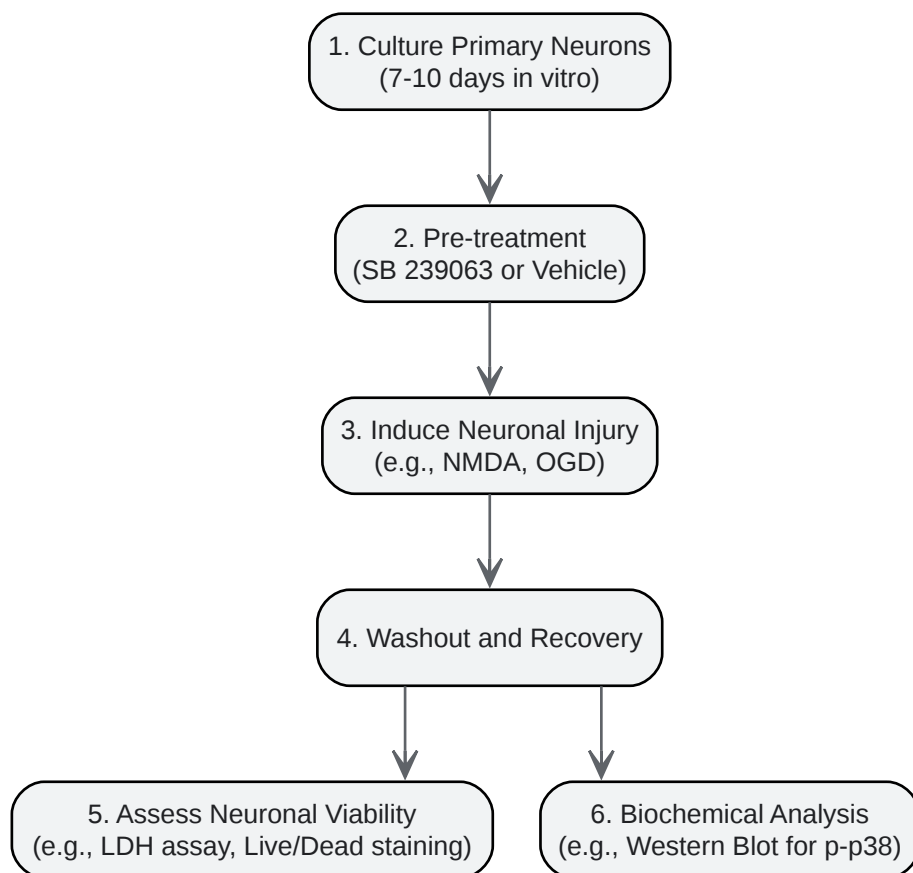 1. Culture Primary Neurons
(7-10 days in vitro)
2. Pre-treatment
(SB 239063 or Vehicle)
3. Induce Neuronal Injury
(e.g., NMDA, OGD)
4. Washout and Recovery
5. Assess Neuronal Viability
(e.g., LDH assay, Live/Dead staining)
6. Biochemical Analysis
(e.g., Western Blot for p-p38)